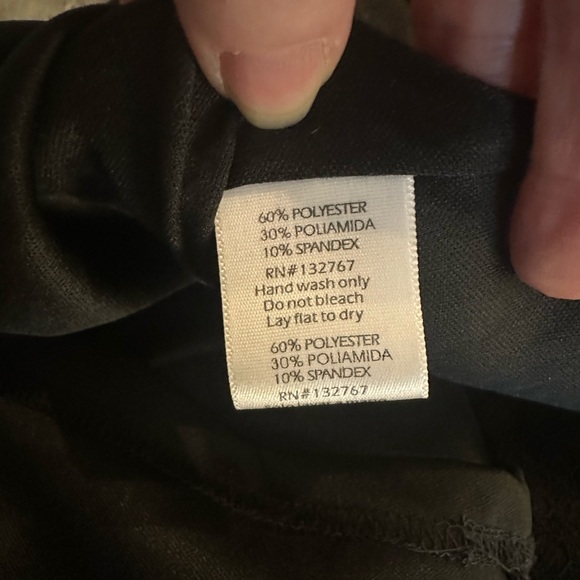 60% POLYESTER
30% POLIAMIDA
10% SPANDEX
RN#132767
Hand wash only
Do not bleach
Lay flat to dry
60% POLYESTER
30% POLIAMIDA
10% SPANDEX
RN#132767